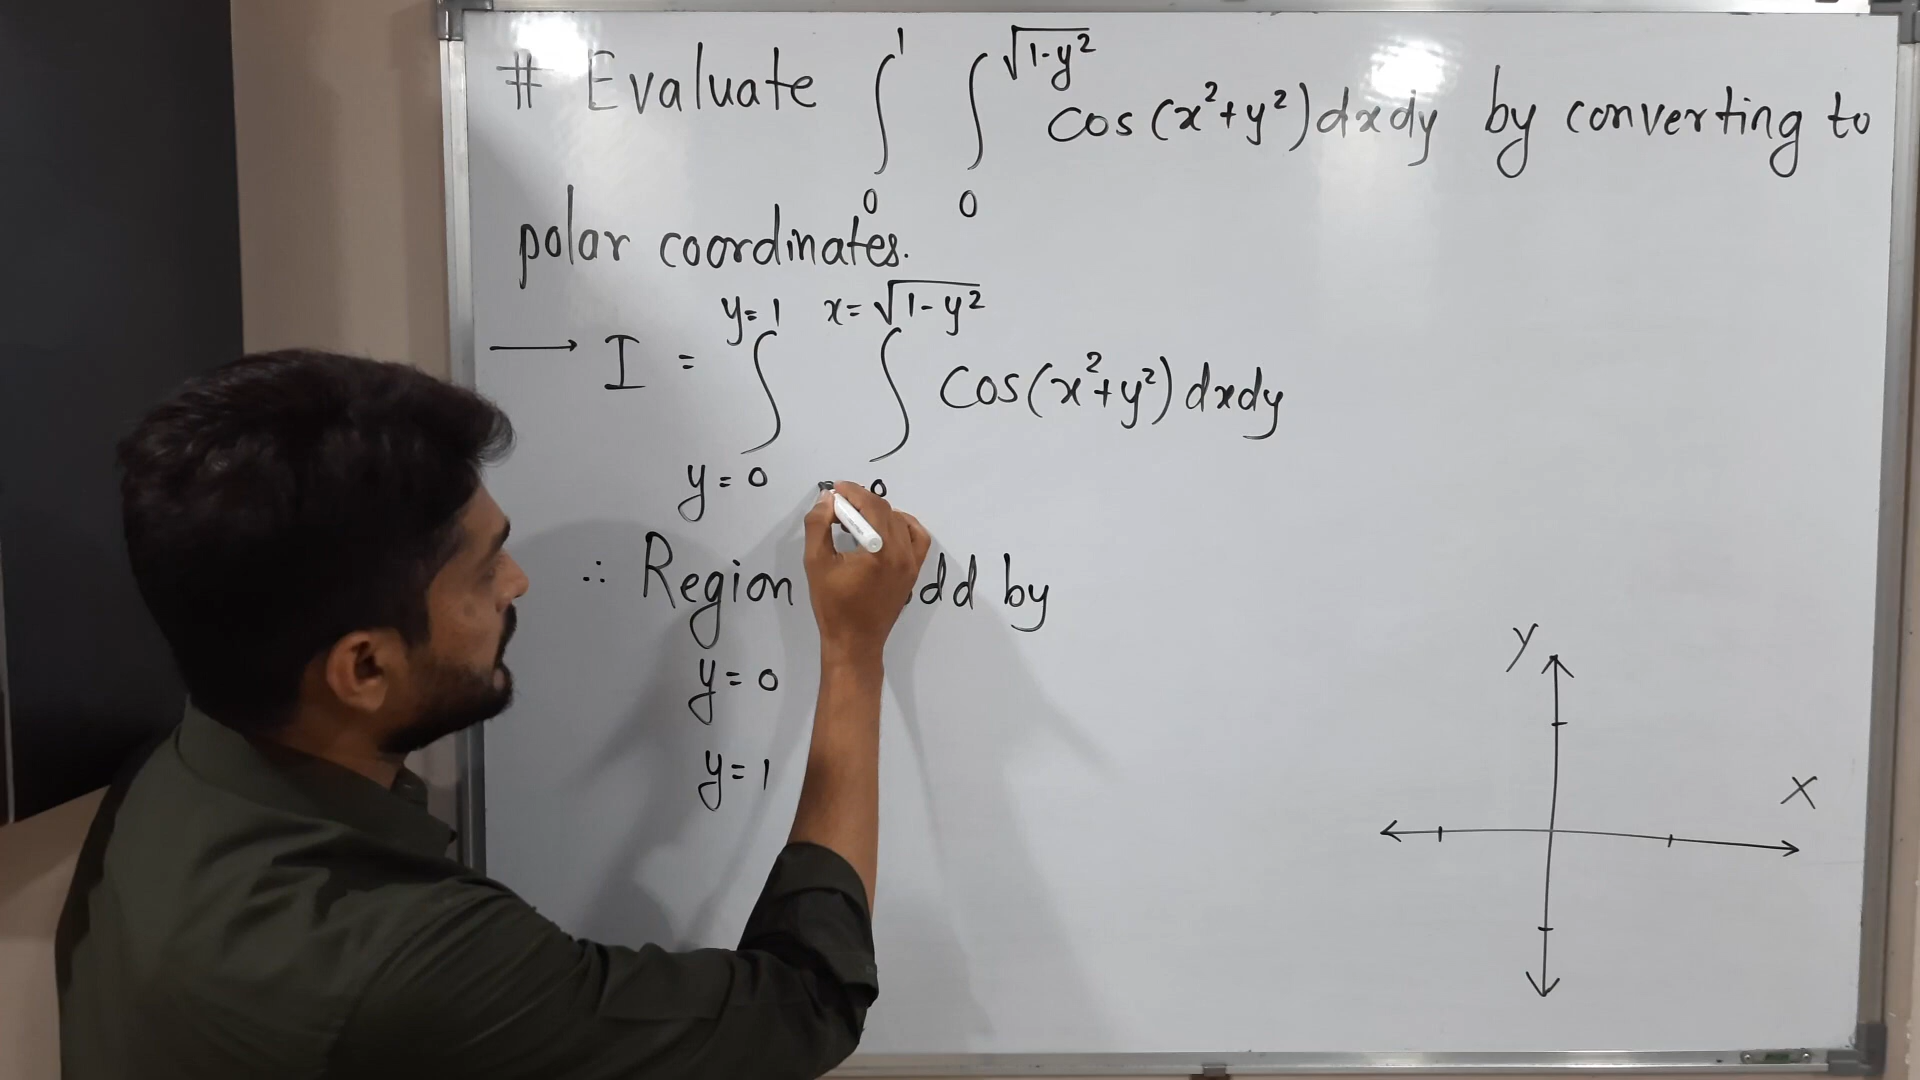 # Evaluate ∫₀¹ ∫₀^√(1-y²) cos(x²+y²)dxdy by converting to
polar coordinates.
→ I = ∫_{y=0}^{y=1} ∫_{0}^{x=√(1-y²)} cos(x²+y²)dxdy
∴ Region by
y=0
y=1
y
x